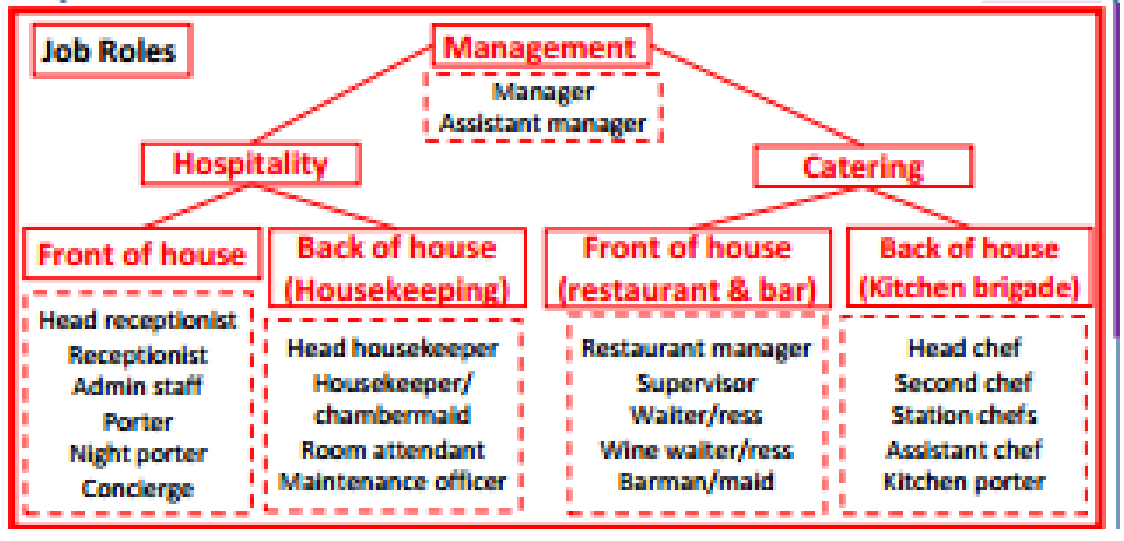 Job Roles
Management
Manager
Assistant manager
Hospitality
Catering
Front of house
Head receptionist
Receptionist
Admin staff
Porter
Night porter
Concierge
Back of house
(Housekeeping)
Head housekeeper
Housekeeper/
chambermaid
Room attendant
Maintenance officer
Front of house
(restaurant & bar)
Restaurant manager
Supervisor
Waiter/ress
Wine waiter/ress
Barman/maid
Back of house
(Kitchen brigade)
Head chef
Second chef
Station chefs
Assistant chef
Kitchen porter